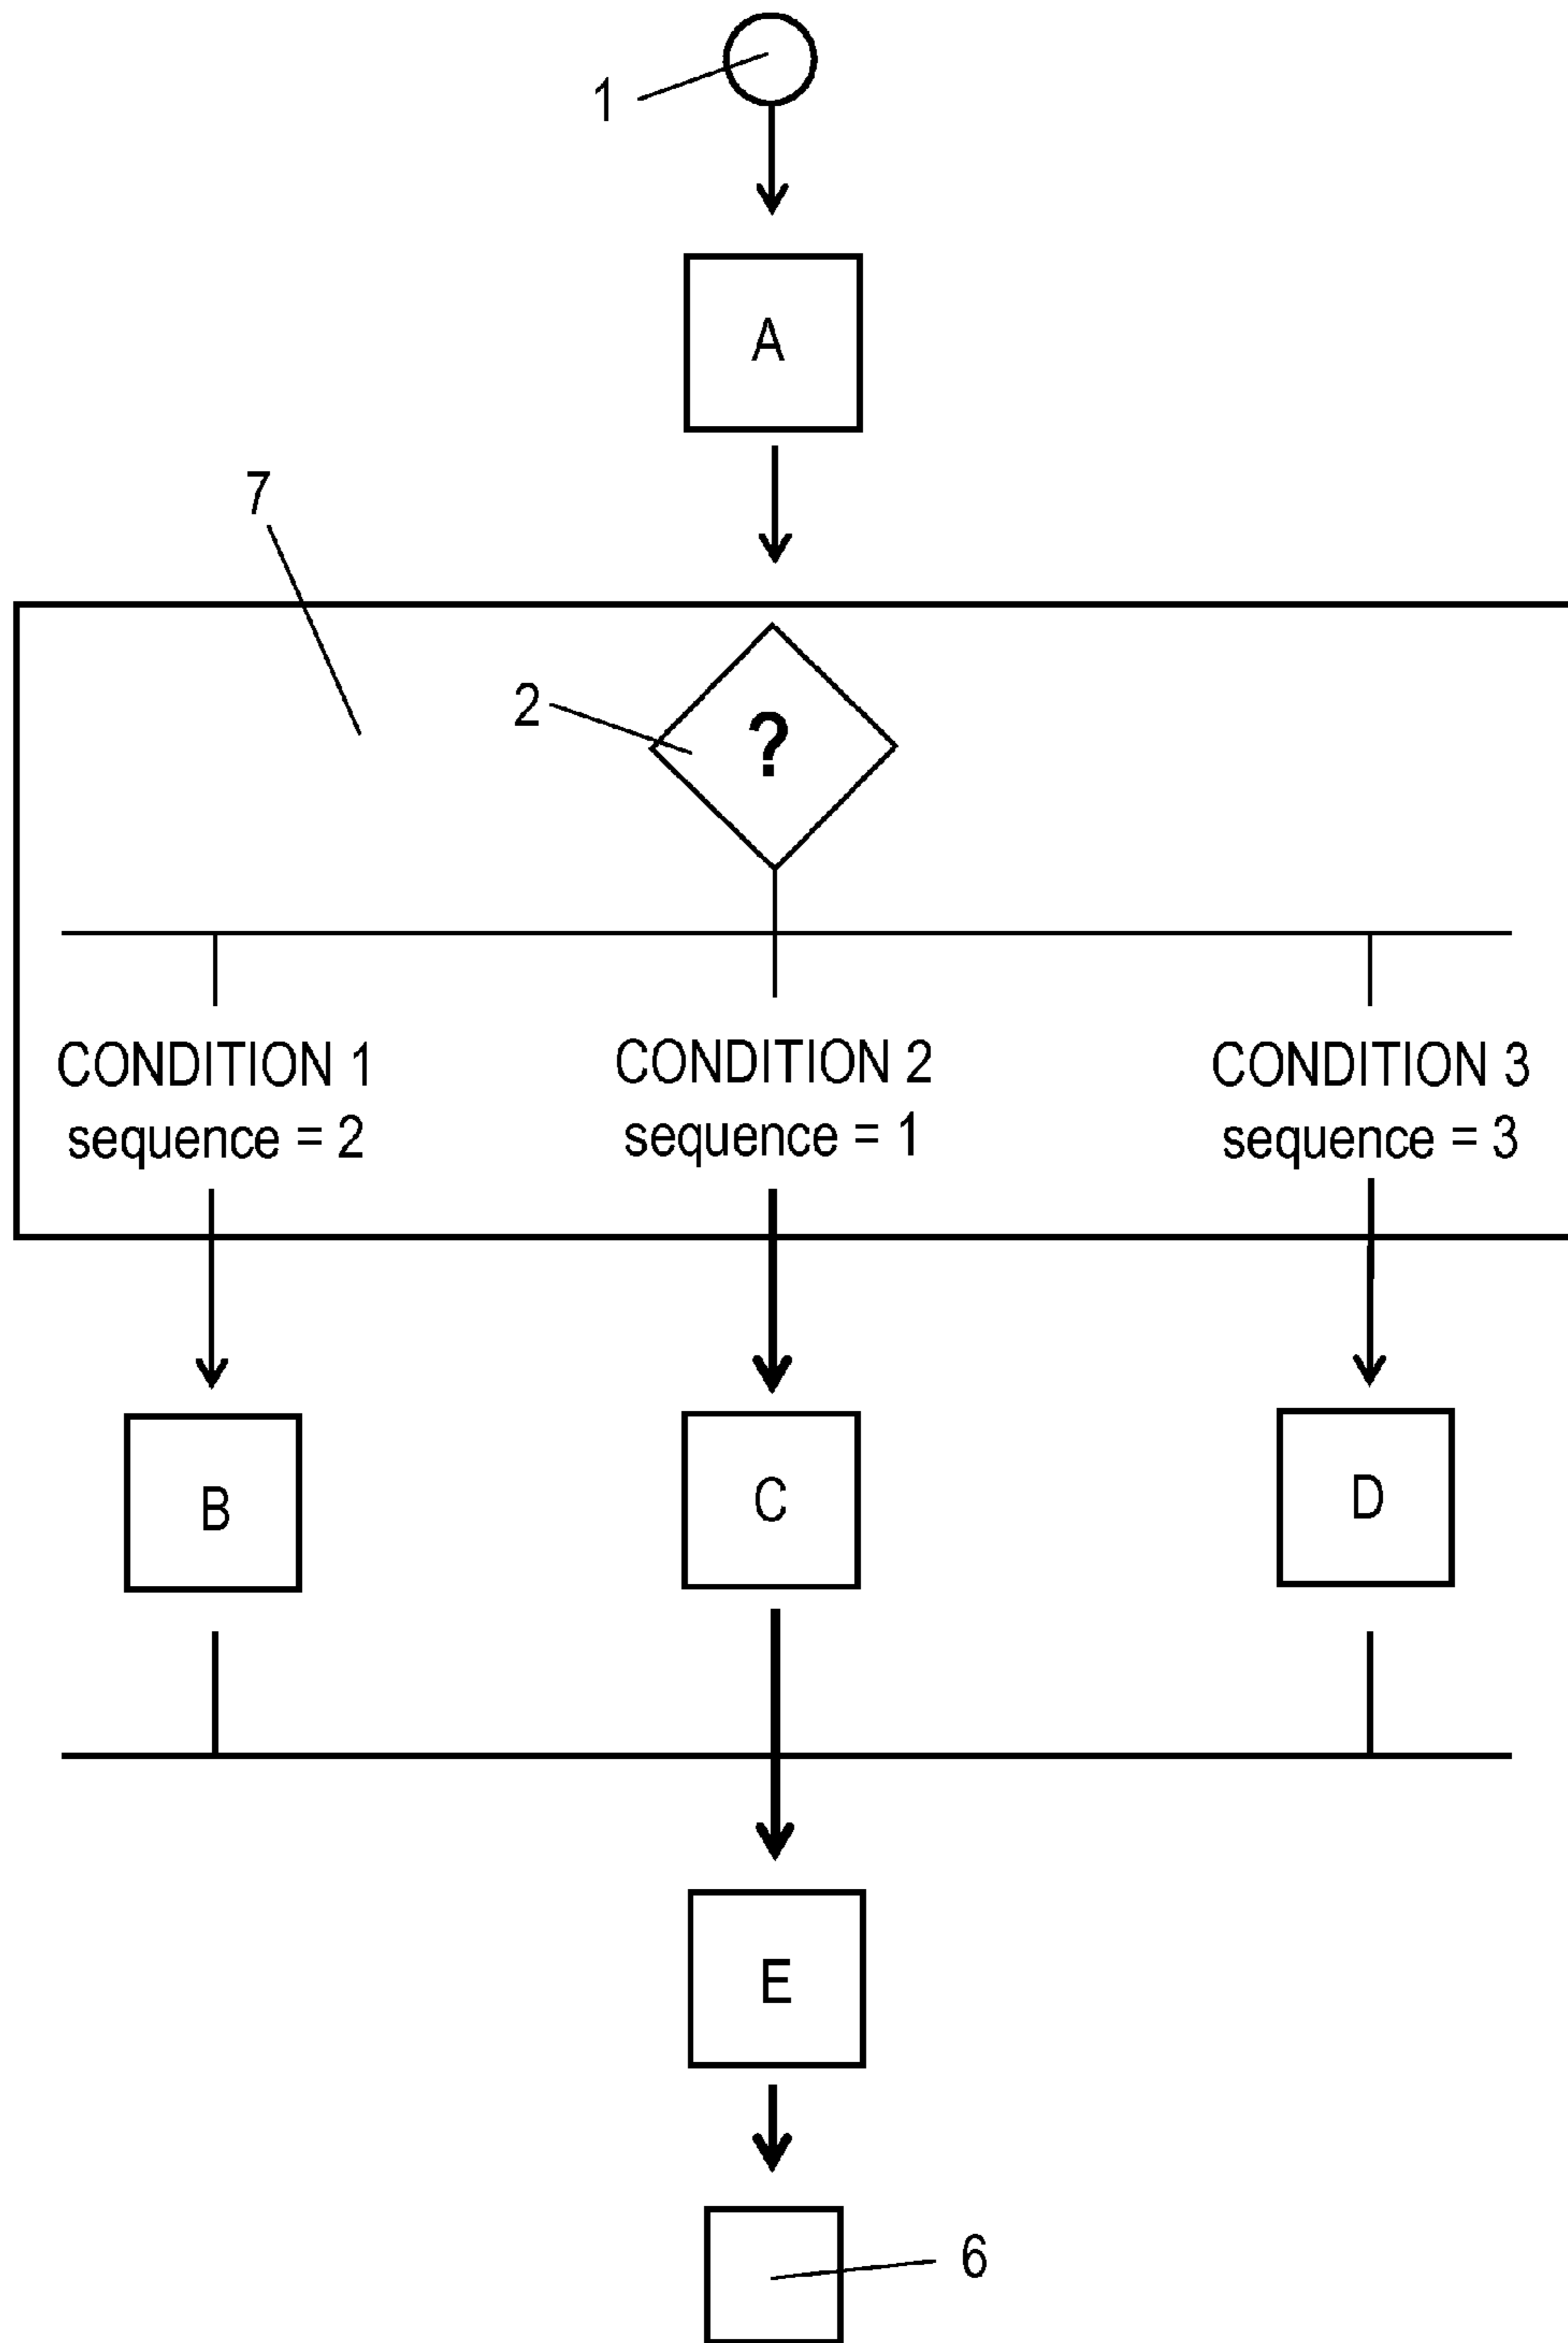 1
A
7
2
?
CONDITION 1
sequence = 2
CONDITION 2
sequence = 1
CONDITION 3
sequence = 3
B
C
D
E
6